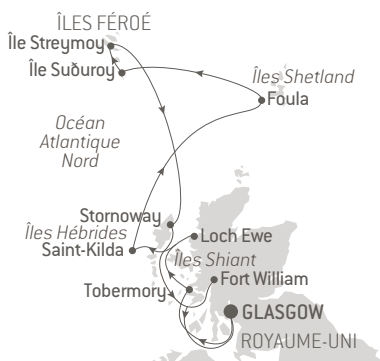 ÎLES FÉROÉ
Île Streymoy
Île Suðuroy
Îles Shetland
Foula
Océan
Atlantique
Nord
Stornoway
Îles Hébrides
Loch Ewe
Saint-Kilda
Îles Shiant
Fort William
Tobermory
GLASGOW
ROYAUME-UNI